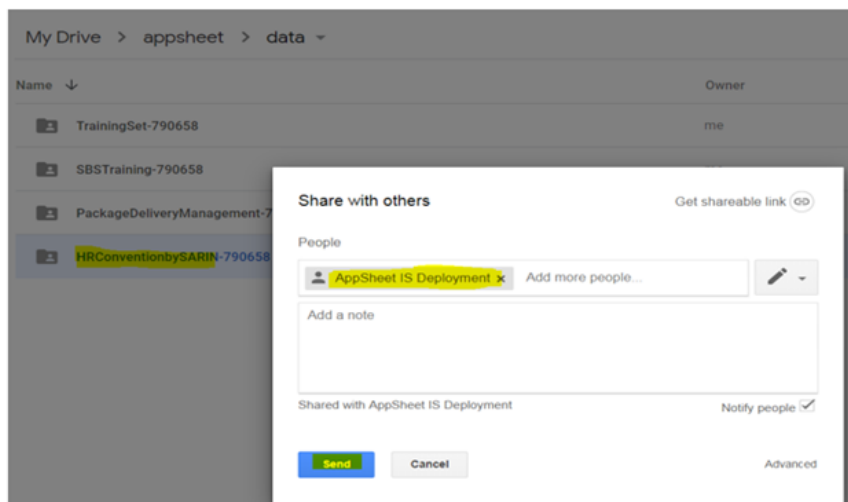 My Drive > appsheet > data
Name Owner
TrainingSet-790658 me
SBSTraining-790658
PackageDeliveryManagement-7
HRConventionbySARIN-790658
Share with others Get shareable link
People
AppSheet IS Deployment x Add more people...
Add a note
Shared with AppSheet IS Deployment Notify people
Send Cancel Advanced